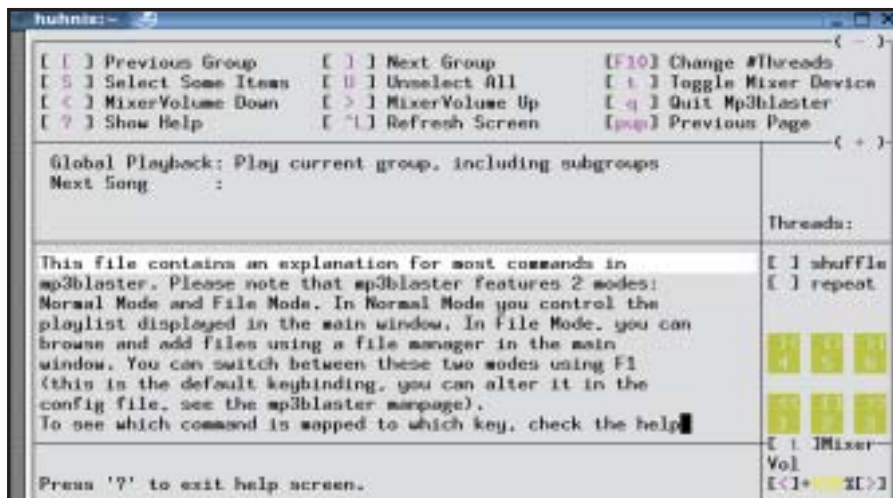 huhnix:~
( - )
[ [ ] Previous Group [ ] ] Next Group [F10] Change #Threads
[ S ] Select Some Items [ U ] Unselect All [ t ] Toggle Mixer Device
[ < ] MixerVolume Down [ > ] MixerVolume Up [ q ] Quit Mp3blaster
[ ? ] Show Help [ ^L] Refresh Screen [pup] Previous Page
( + )
Global Playback: Play current group, including subgroups
Next Song :
Threads:
This file contains an explanation for most commands in
mp3blaster. Please note that mp3blaster features 2 modes:
Normal Mode and File Mode. In Normal Mode you control the
playlist displayed in the main window. In File Mode, you can
browse and add files using a file manager in the main
window. You can switch between these two modes using F1
(this is the default keybinding, you can alter it in the
config file, see the mp3blaster manpage).
To see which command is mapped to which key, check the help
[ ] shuffle
[ ] repeat
4 5 6
1 2 3
[ t ]Mixer
Vol
[<]+ %[>]
Press '?' to exit help screen.